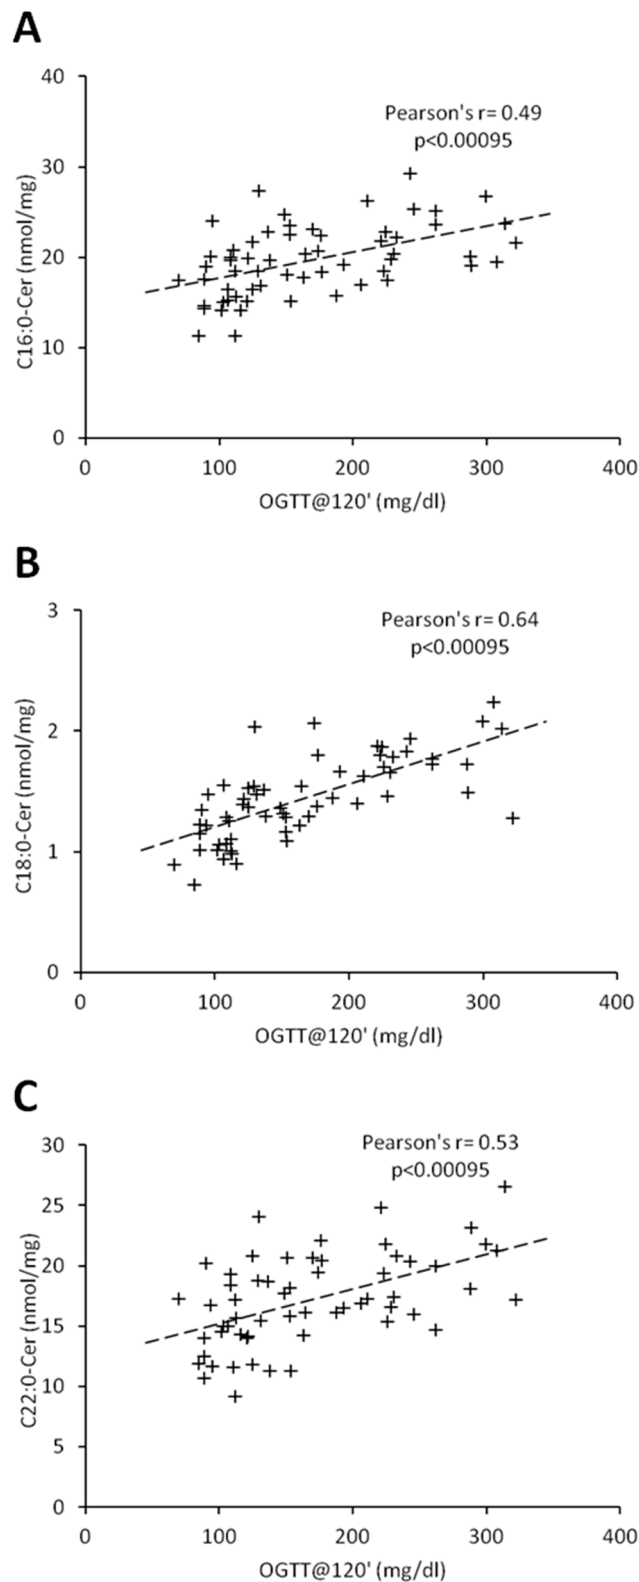 A
Pearson's r= 0.49
p<0.00095
C16:0-Cer (nmol/mg)
40
30
20
10
0
0 100 200 300 400
OGTT@120' (mg/dl)
B
Pearson's r= 0.64
p<0.00095
C18:0-Cer (nmol/mg)
3
2
1
0
0 100 200 300 400
OGTT@120' (mg/dl)
C
Pearson's r= 0.53
p<0.00095
C22:0-Cer (nmol/mg)
30
25
20
15
10
5
0
0 100 200 300 400
OGTT@120' (mg/dl)